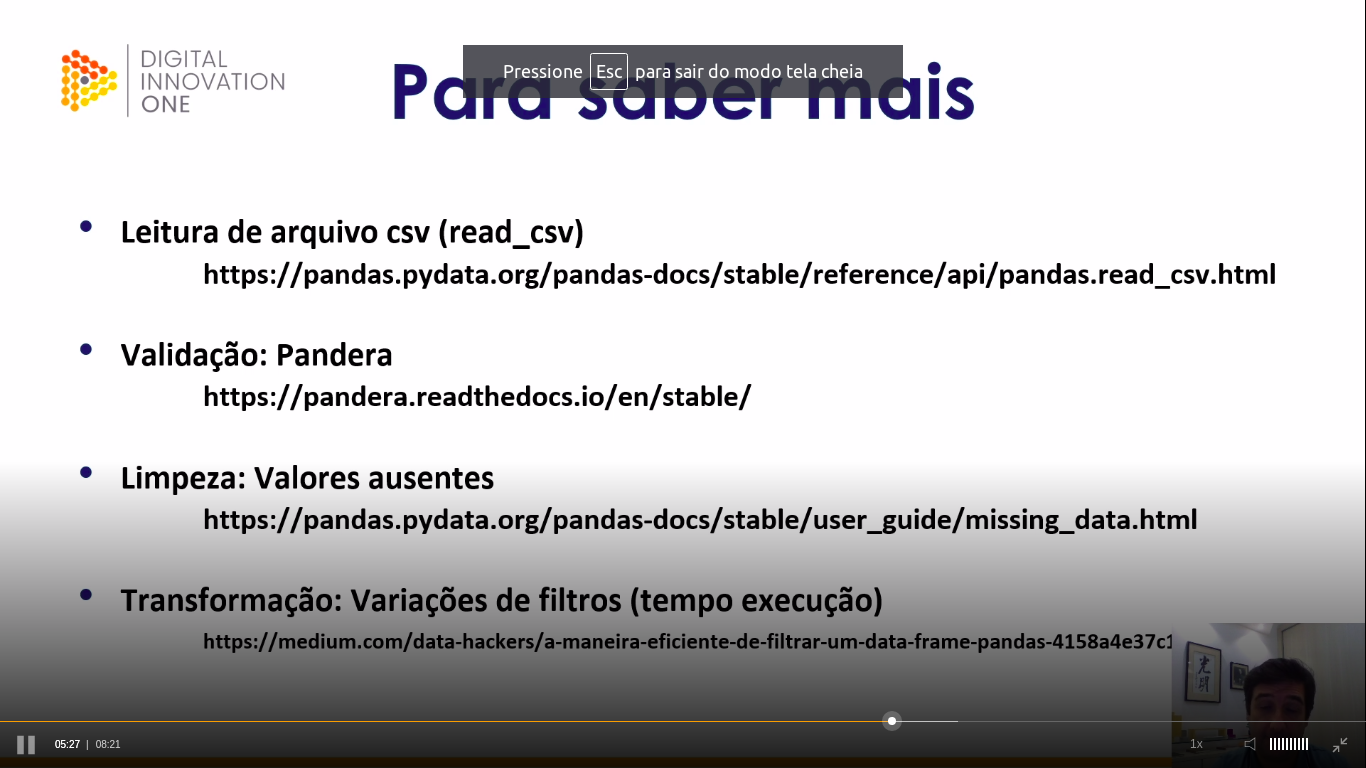 DIGITAL
INNOVATION
ONE
Pressione Esc para sair do modo tela cheia
Para saber mais
• Leitura de arquivo csv (read_csv)
https://pandas.pydata.org/pandas-docs/stable/reference/api/pandas.read_csv.html
• Validação: Pandera
https://pandera.readthedocs.io/en/stable/
• Limpeza: Valores ausentes
https://pandas.pydata.org/pandas-docs/stable/user_guide/missing_data.html
• Transformação: Variações de filtros (tempo execução)
https://medium.com/data-hackers/a-maneira-eficiente-de-filtrar-um-data-frame-pandas-4158a4e37c1
05:27 | 08:21
1x